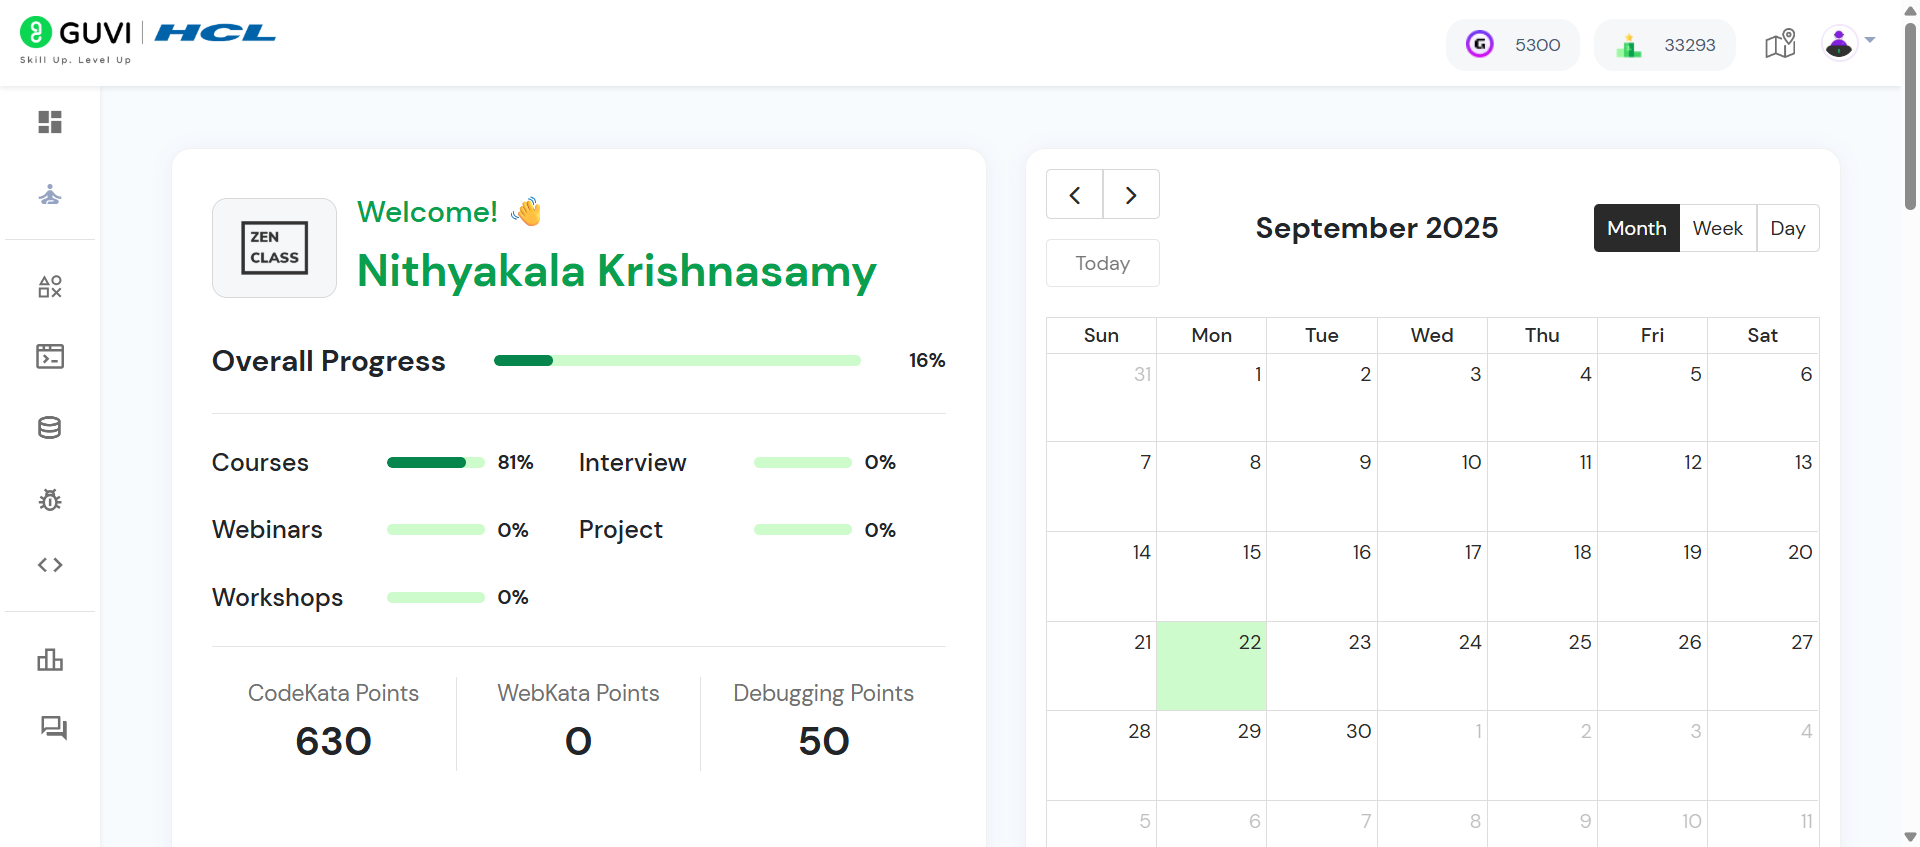 GUVI | HCL
Skill Up. Level Up
5300
33293
ZEN
CLASS
Welcome! 👋
Nithyakala Krishnasamy
Overall Progress 16%
Courses 81% Interview 0%
Webinars 0% Project 0%
Workshops 0%
CodeKata Points WebKata Points Debugging Points
630 0 50
September 2025
Month Week Day
Today
Sun Mon Tue Wed Thu Fri Sat
31 1 2 3 4 5 6
7 8 9 10 11 12 13
14 15 16 17 18 19 20
21 22 23 24 25 26 27
28 29 30 1 2 3 4
5 6 7 8 9 10 11